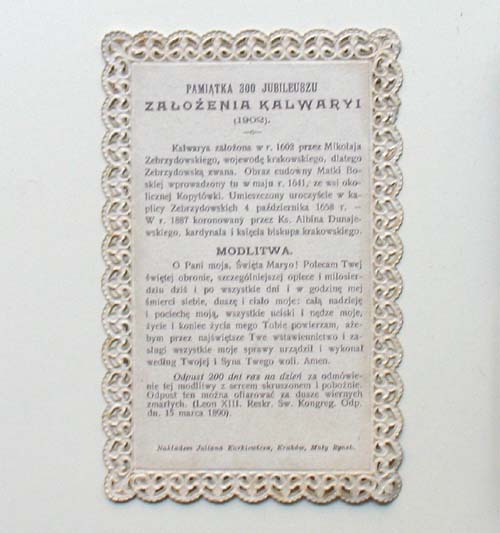 PAMIĄTKA 300 JUBILEUSZU
ZAŁOŻENIA KALWARYI
(1902).
Kalwarya założona w r. 1602 przez Mikołaja
Zebrzydowskiego, wojewodę krakowskiego, dlatego
Zebrzydowską zwana. Obraz cudowny Matki Bo-
skiej wprowadzony tu w maju r. 1641, ze wsi oko-
licznej Kopytówki. Umieszczony uroczyście w ka-
plicy Zebrzydowskich 4 października 1658 r. —
W r. 1887 koronowany przez Ks. Albina Dunaje-
wskiego, kardynała i księcia biskupa krakowskiego.
MODLITWA.
O Pani moja, Święta Maryo! Polecam Twej
świętej obronie, szczególniejszej opiece i miłosier-
dziu dziś i po wszystkie dni i w godzinę mej
śmierci siebie, duszę i ciało moje: całą nadzieję
i pociechę moją, wszystkie uciski i nędze moje,
życie i koniec życia mego Tobie powierzam, aże-
bym przez najświętsze Twe wstawiennictwo i za-
sługi wszystkie moje sprawy urządził i wykonał
według Twojej i Syna Twego woli. Amen.
Odpust 200 dni raz na dzień za odmówie-
nie tej modlitwy z sercem skruszonem i pobożnie.
Odpust ten można ofiarować za dusze wiernych
zmarłych. (Leon XIII. Reskr. Św. Kongreg. Odp.
dn. 15 marca 1890).
Nakładem Juliana Kurkiewicza, Kraków, Mały Rynek.